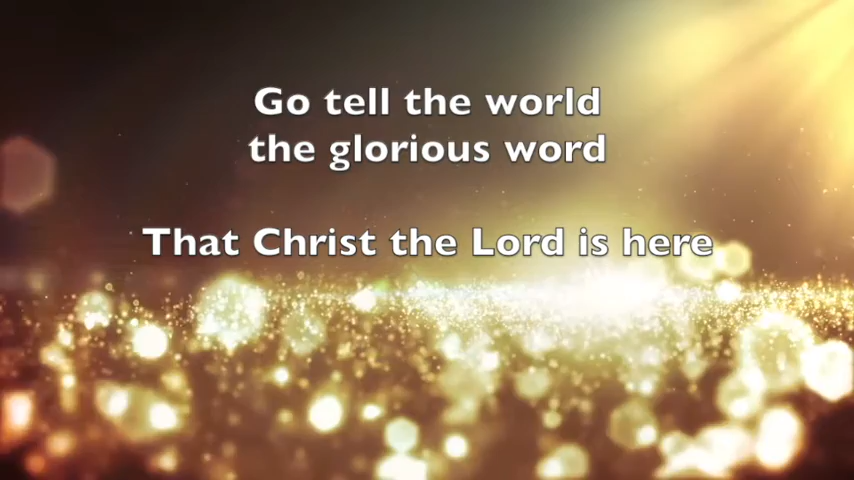 Go tell the world
the glorious word
That Christ the Lord is here